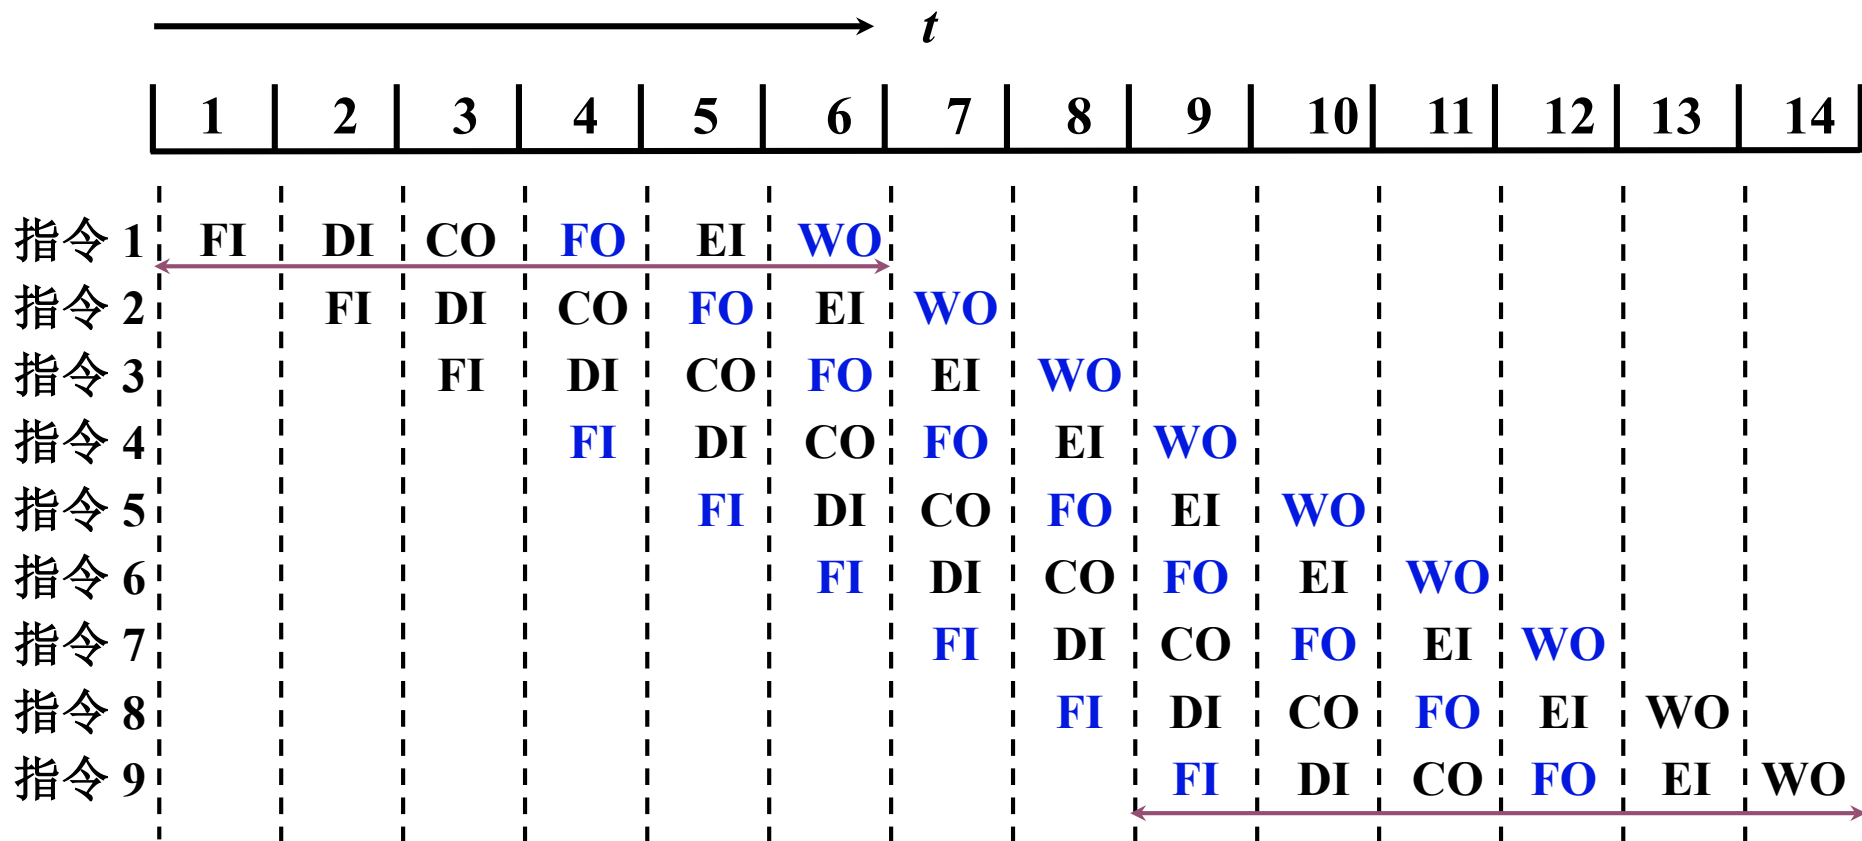 t
1 2 3 4 5 6 7 8 9 10 11 12 13 14
指令 1 FI DI CO FO EI WO
指令 2 FI DI CO FO EI WO
指令 3 FI DI CO FO EI WO
指令 4 FI DI CO FO EI WO
指令 5 FI DI CO FO EI WO
指令 6 FI DI CO FO EI WO
指令 7 FI DI CO FO EI WO
指令 8 FI DI CO FO EI WO
指令 9 FI DI CO FO EI WO